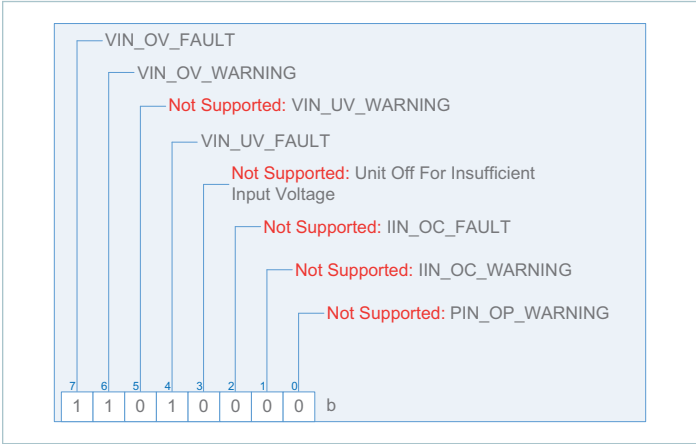 VIN_OV_FAULT
VIN_OV_WARNING
Not Supported: VIN_UV_WARNING
VIN_UV_FAULT
Not Supported: Unit Off For Insufficient
Input Voltage
Not Supported: IIN_OC_FAULT
Not Supported: IIN_OC_WARNING
Not Supported: PIN_OP_WARNING
7 6 5 4 3 2 1 0
1 1 0 1 0 0 0 0 b